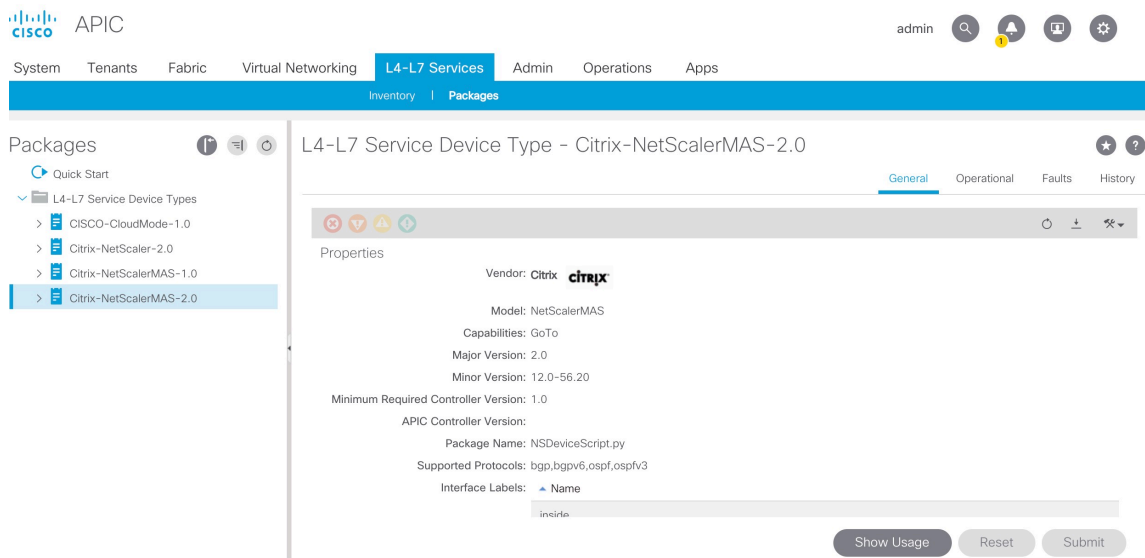 CISCO
APIC
admin
1
System Tenants Fabric Virtual Networking L4-L7 Services Admin Operations Apps
Inventory | Packages
Packages
Quick Start
L4-L7 Service Device Types
CISCO-CloudMode-1.0
Citrix-NetScaler-2.0
Citrix-NetScalerMAS-1.0
Citrix-NetScalerMAS-2.0
L4-L7 Service Device Type - Citrix-NetScalerMAS-2.0
General Operational Faults History
Properties
Vendor: Citrix CITRIX
Model: NetScalerMAS
Capabilities: GoTo
Major Version: 2.0
Minor Version: 12.0-56.20
Minimum Required Controller Version: 1.0
APIC Controller Version:
Package Name: NSDeviceScript.py
Supported Protocols: bgp,bgpv6,ospf,ospfv3
Interface Labels: Name
inside
Show Usage Reset Submit